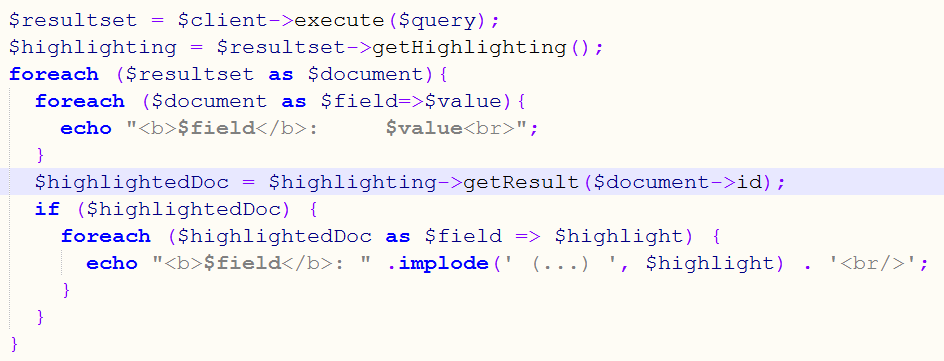 $resultset = $client->execute($query);
$highlighting = $resultset->getHighlighting();
foreach ($resultset as $document){
  foreach ($document as $field=>$value){
    echo "<b>$field</b>:     $value<br>";
  }
  $highlightedDoc = $highlighting->getResult($document->id);
  if ($highlightedDoc) {
    foreach ($highlightedDoc as $field => $highlight) {
      echo "<b>$field</b>: " .implode(' (...) ', $highlight) . '<br/>';
    }
  }
}